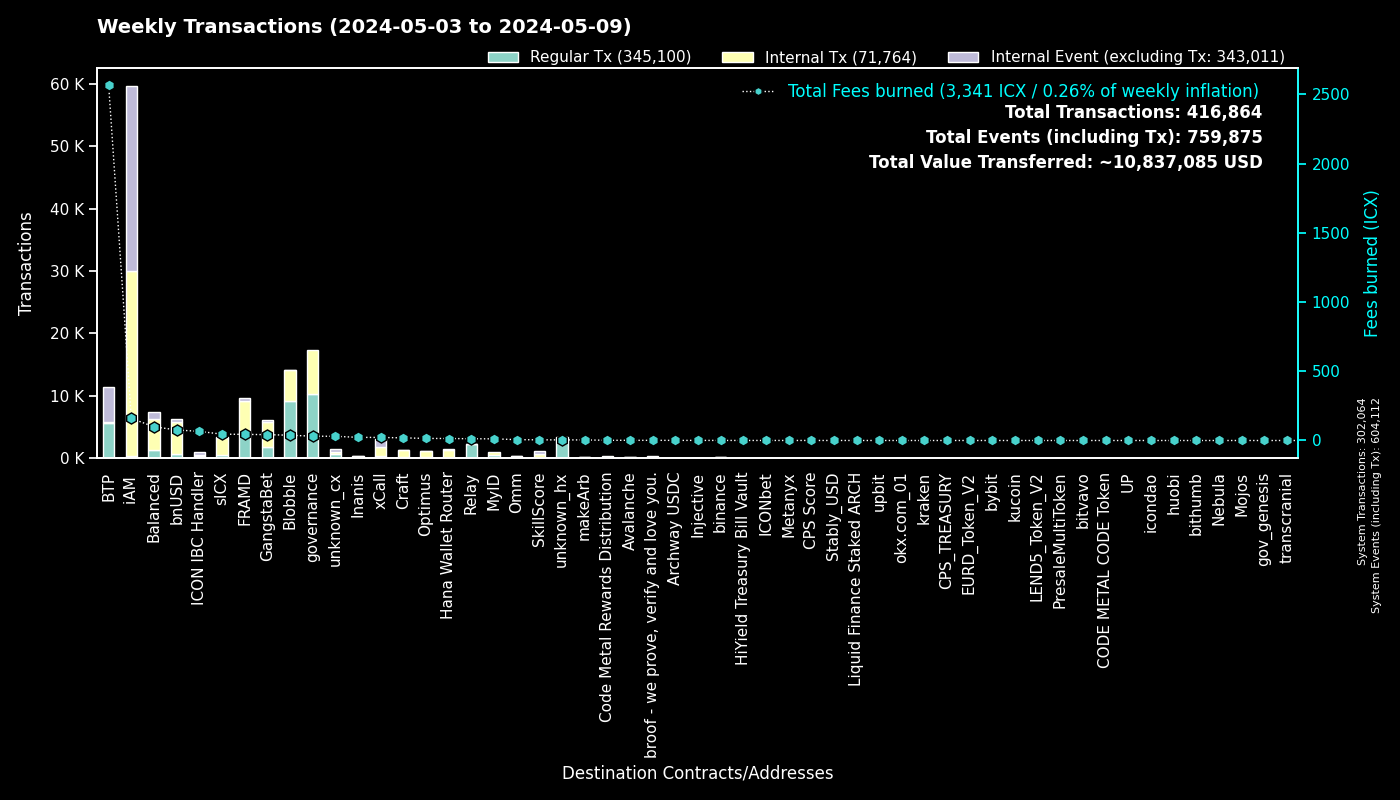 Weekly Transactions (2024-05-03 to 2024-05-09)
Regular Tx (345,100)
Internal Tx (71,764)
Internal Event (excluding Tx: 343,011)
Total Fees burned (3,341 ICX / 0.26% of weekly inflation)
Total Transactions: 416,864
Total Events (including Tx): 759,875
Total Value Transferred: ~10,837,085 USD
Transactions
60 K
50 K
40 K
30 K
20 K
10 K
0 K
2500
2000
1500
1000
500
0
Fees burned (ICX)
System Transactions: 302,064
System Events (including Tx): 604,112
BTP
iAM
Balanced
bnUSD
ICON IBC Handler
sICX
FRAMD
GangstaBet
Blobble
governance
unknown_cx
Inanis
xCall
Craft
Optimus
Hana Wallet Router
Relay
MyID
Omm
SkillScore
unknown_hx
makeArb
Code Metal Rewards Distribution
Avalanche
broof - we prove, verify and love you.
Archway USDC
Injective
binance
HiYield Treasury Bill Vault
ICONbet
Metanyx
CPS Score
Stably_USD
Liquid Finance Staked ARCH
upbit
okx.com_01
kraken
CPS_TREASURY
EURD_Token_V2
bybit
kucoin
LEND5_Token_V2
PresaleMultiToken
bitvavo
CODE METAL CODE Token
UP
icondao
huobi
bithumb
Nebula
Mojos
gov_genesis
transcranial
Destination Contracts/Addresses